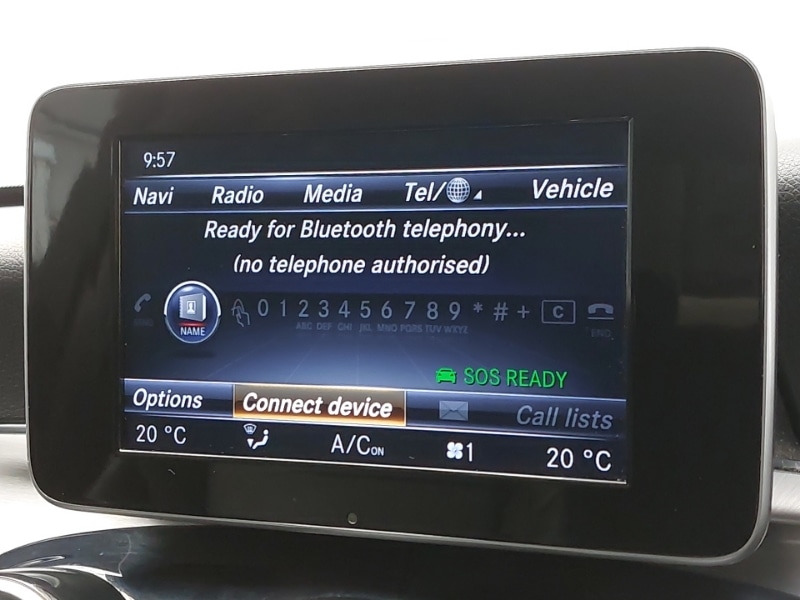 9:57
Navi Radio Media Tel/ Vehicle
Ready for Bluetooth telephony...
(no telephone authorised)
0 1 2 3 4 5 6 7 8 9 * # + C
NAME ABC DEF GHI JKL MNO PQRS TUV WXYZ END
SOS READY
Options Connect device Call lists
20 °C A/C ON 1 20 °C